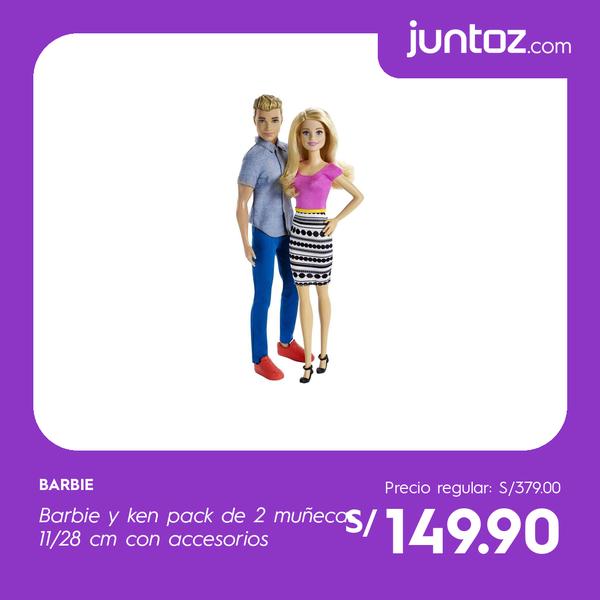 juntoz.com
BARBIE
Barbie y ken pack de 2 muñecas
11/28 cm con accesorios
Precio regular: S/379.00
S/149.90